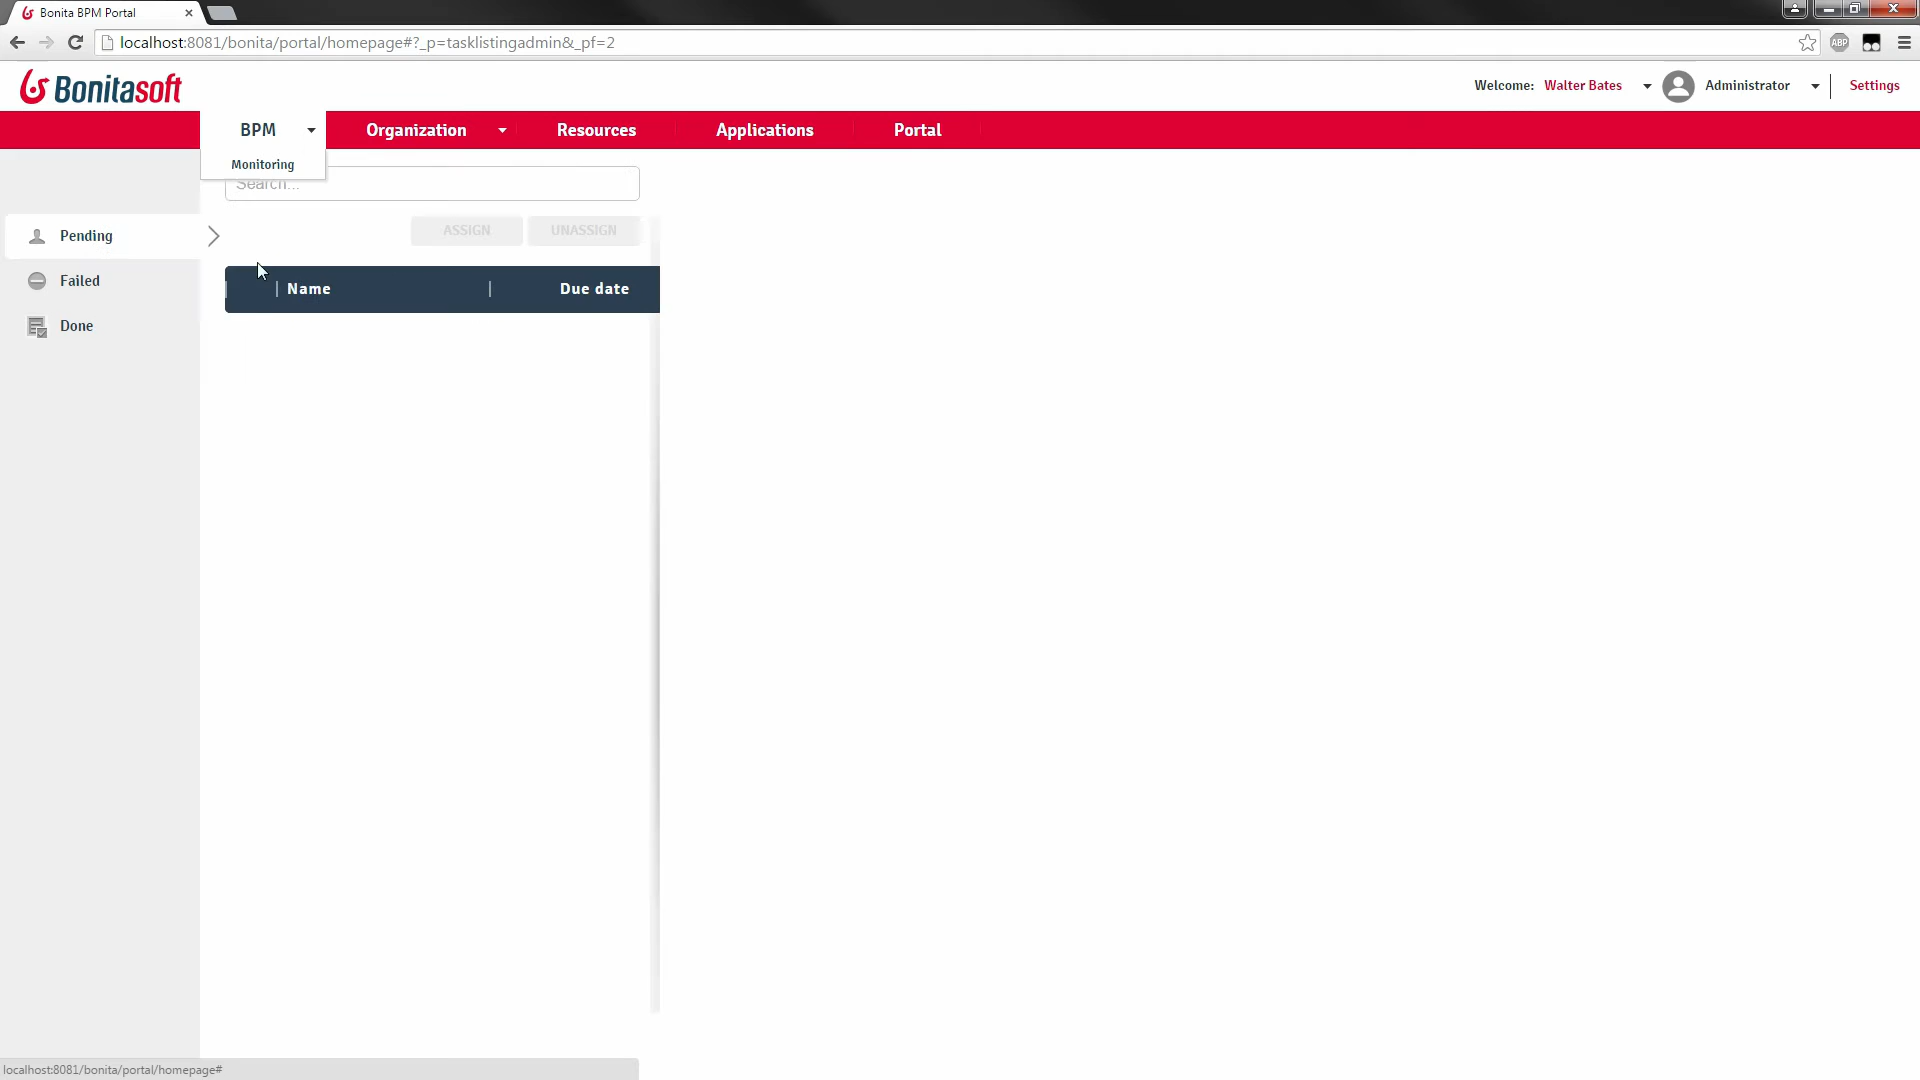 Bonita BPM Portal
localhost:8081/bonita/portal/homepage#?_p=tasklistingadmin&_pf=2
ABP
Bonitasoft
Welcome: Walter Bates Administrator Settings
BPM Organization Resources Applications Portal
Monitoring
Search...
Pending
ASSIGN UNASSIGN
Failed
Name Due date
Done
localhost:8081/bonita/portal/homepage#